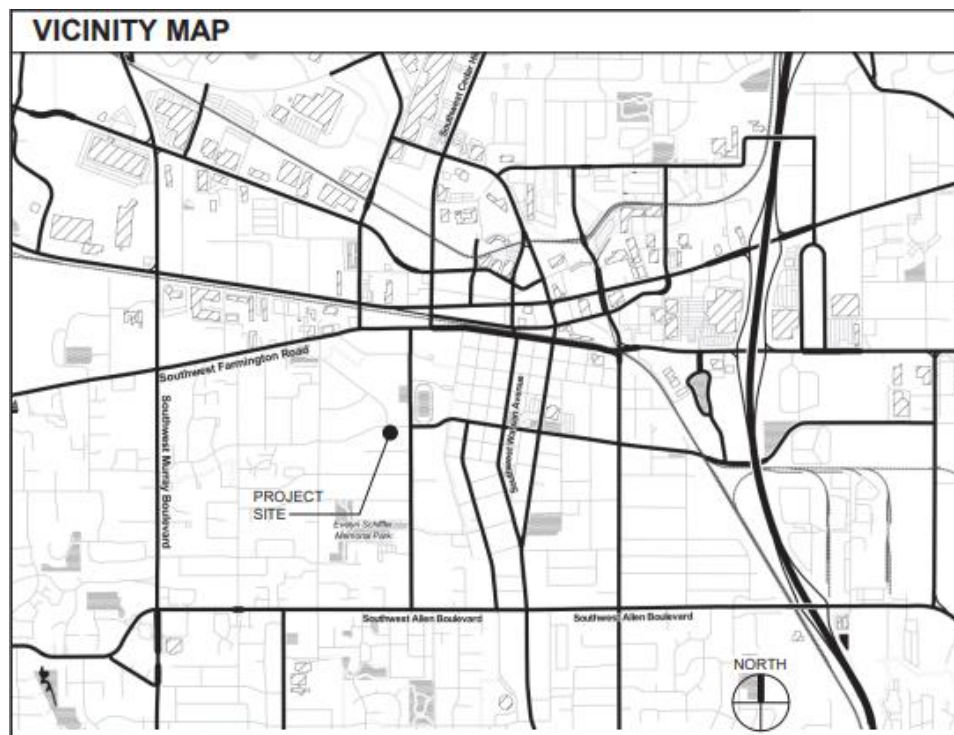 VICINITY MAP
Southwest Cedar H
Southwest Farmington Road
Southwest Murray Boulevard
Southwest Watson Avenue
PROJECT
SITE
Evelyn Schiffler
Memorial Park
Southwest Allen Boulevard
Southwest Allen Boulevard
NORTH